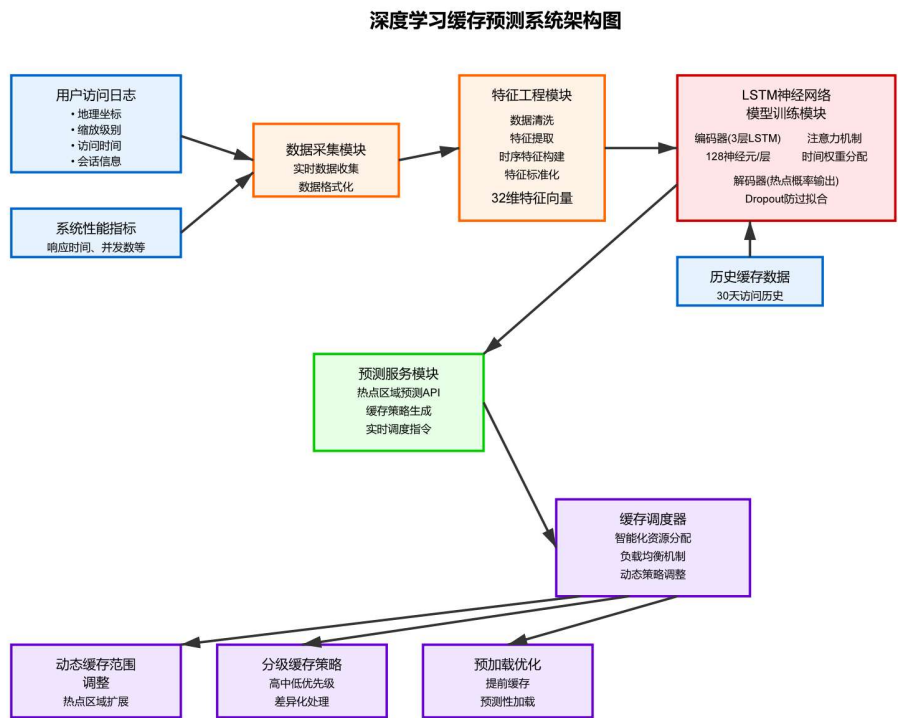 深度学习缓存预测系统架构图
用户访问日志
• 地理坐标
• 缩放级别
• 访问时间
• 会话信息
系统性能指标
响应时间、并发数等
数据采集模块
实时数据收集
数据格式化
特征工程模块
数据清洗
特征提取
时序特征构建
特征标准化
32维特征向量
LSTM神经网络
模型训练模块
编码器(3层LSTM) 注意力机制
128神经元/层 时间权重分配
解码器(热点概率输出)
Dropout防过拟合
历史缓存数据
30天访问历史
预测服务模块
热点区域预测API
缓存策略生成
实时调度指令
缓存调度器
智能化资源分配
负载均衡机制
动态策略调整
动态缓存范围
调整
热点区域扩展
分级缓存策略
高中低优先级
差异化处理
预加载优化
提前缓存
预测性加载